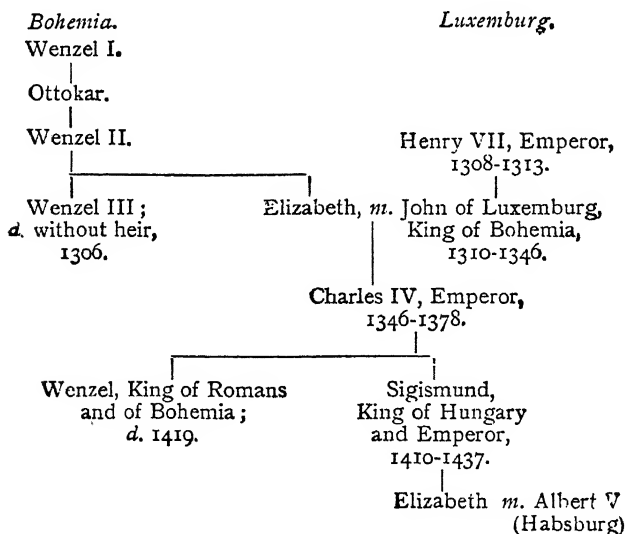 Bohemia. Luxemburg.
Wenzel I.
Ottokar.
Wenzel II. Henry VII, Emperor,
1308-1313.
Wenzel III; Elizabeth, m. John of Luxemburg,
d. without heir, King of Bohemia,
1306. 1310-1346.
Charles IV, Emperor,
1346-1378.
Wenzel, King of Romans Sigismund,
and of Bohemia; King of Hungary
d. 1419. and Emperor,
1410-1437.
Elizabeth m. Albert V
(Habsburg)